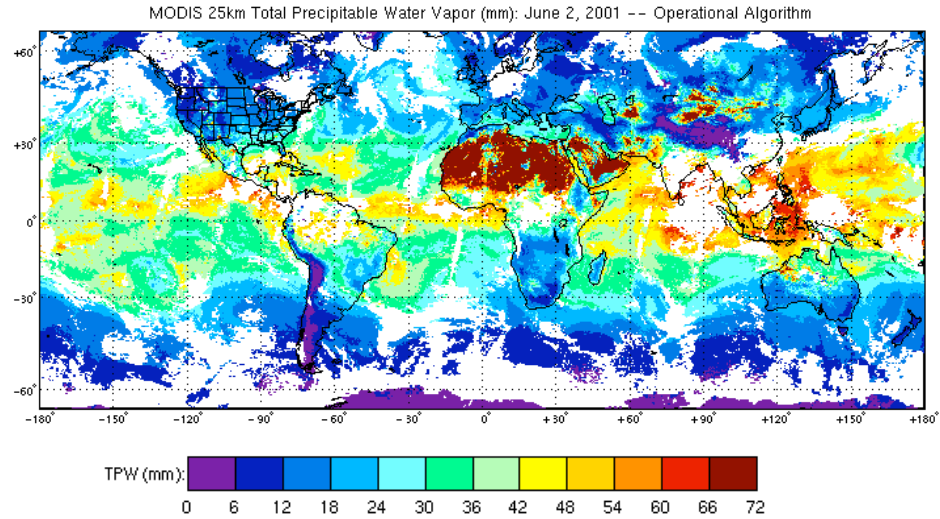 MODIS 25km Total Precipitable Water Vapor (mm): June 2, 2001 -- Operational Algorithm
+60°
+30°
0°
-30°
-60°
-180° -150° -120° -90° -60° -30° 0° +30° +60° +90° +120° +150° +180°
TPW (mm):
0 6 12 18 24 30 36 42 48 54 60 66 72